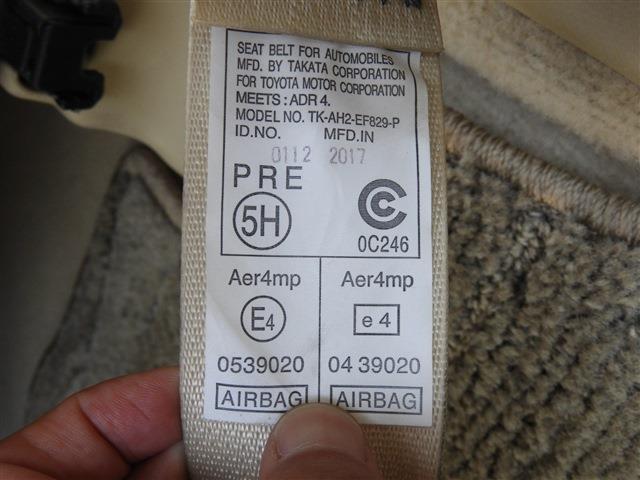 SEAT BELT FOR AUTOMOBILES
MFD. BY TAKATA CORPORATION
FOR TOYOTA MOTOR CORPORATION
MEETS: ADR 4.
MODEL NO. TK-AH2-EF829-P
ID.NO. MFD.IN
0112 2017
PRE
5H
0C246
Aer4mp
E4
0539020
AIRBAG
Aer4mp
e 4
04 39020
AIRBAG